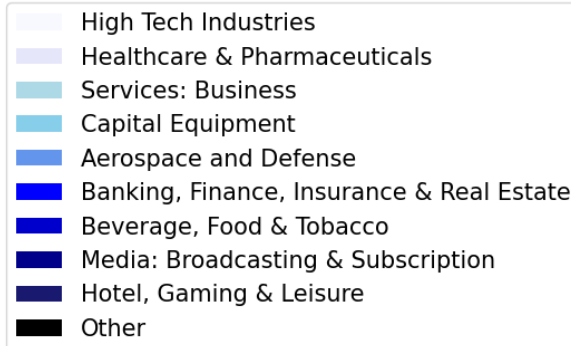 High Tech Industries
Healthcare & Pharmaceuticals
Services: Business
Capital Equipment
Aerospace and Defense
Banking, Finance, Insurance & Real Estate
Beverage, Food & Tobacco
Media: Broadcasting & Subscription
Hotel, Gaming & Leisure
Other